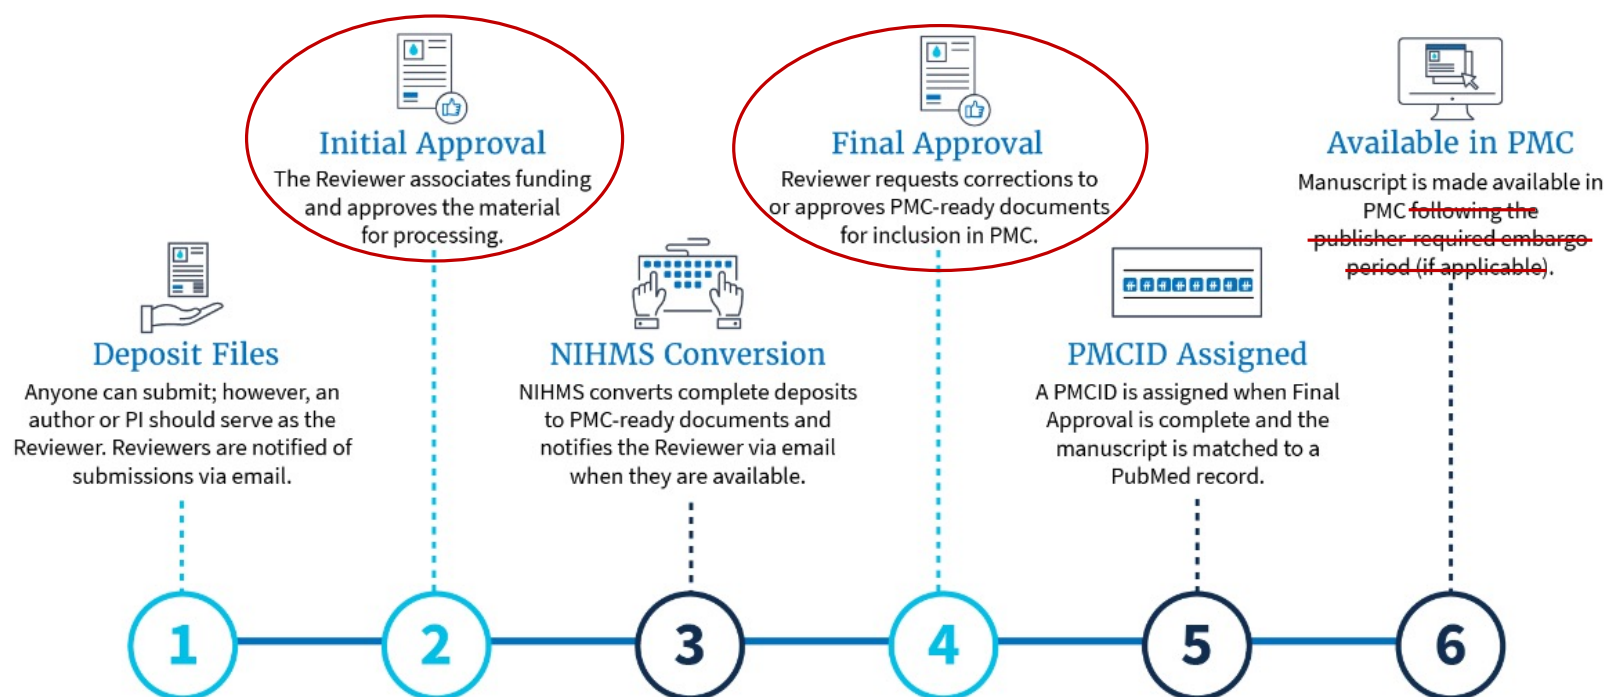 Initial Approval
The Reviewer associates funding
and approves the material
for processing.
Final Approval
Reviewer requests corrections to
or approves PMC-ready documents
for inclusion in PMC.
Available in PMC
Manuscript is made available in
PMC following the
publisher-required embargo
period (if applicable).
Deposit Files
Anyone can submit; however, an
author or PI should serve as the
Reviewer. Reviewers are notified of
submissions via email.
NIHMS Conversion
NIHMS converts complete deposits
to PMC-ready documents and
notifies the Reviewer via email
when they are available.
########
PMCID Assigned
A PMCID is assigned when Final
Approval is complete and the
manuscript is matched to a
PubMed record.
1 2 3 4 5 6